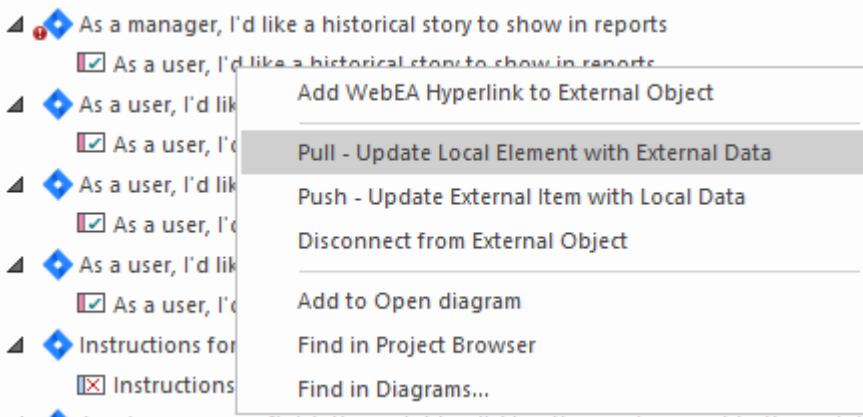 As a manager, I'd like a historical story to show in reports
As a user, I'd like a historical story to show in reports
Add WebEA Hyperlink to External Object
As a user, I'd
As a user, I'd
Pull - Update Local Element with External Data
As a user, I'd
Push - Update External Item with Local Data
As a user, I'd
Disconnect from External Object
As a user, I'd
As a user, I'd
Add to Open diagram
Instructions for
Find in Project Browser
Instructions
Find in Diagrams...